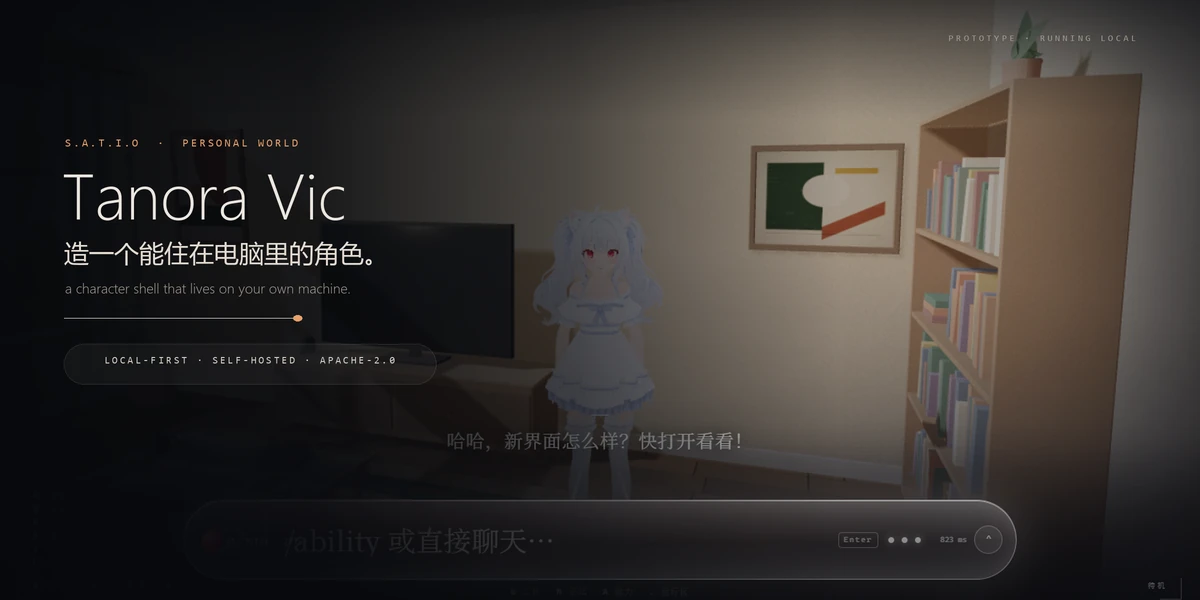 PROTOTYPE · RUNNING LOCAL
S.A.T.I.O · PERSONAL WORLD
Tanora Vic
造一个能住在电脑里的角色。
a character shell that lives on your own machine.
LOCAL-FIRST · SELF-HOSTED · APACHE-2.0
哈哈，新界面怎么样？快打开看看！
/ability 或直接聊天…
Enter
823 ms
^
待机